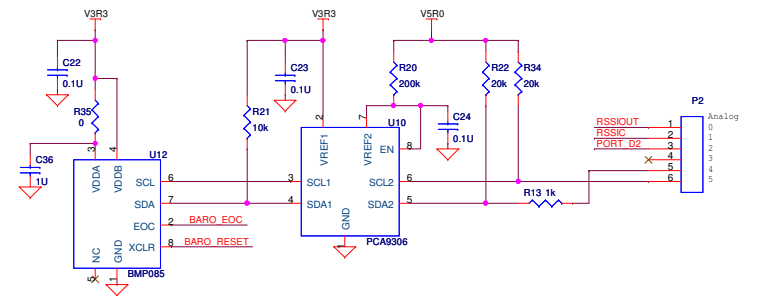 V3R3
V3R3
V5R0
C22
0.1U
C23
0.1U
R20
200k
R22
20k
R34
20k
R35
0
R21
10k
C24
0.1U
P2
Analog
RSSIOUT
1
0
RSSIC
2
1
PORT_D2
3
2
4
3
5
4
6
5
C36
1U
3
4
U12
2
7
U10
VDDA
VDDB
VREF1
VREF2
EN
8
SCL
6
3
SCL1
SCL2
6
SDA
7
4
SDA1
SDA2
5
R13 1k
EOC
2
BARO_EOC
XCLR
8
BARO_RESET
NC
GND
GND
5
1
1
BMP085
PCA9306